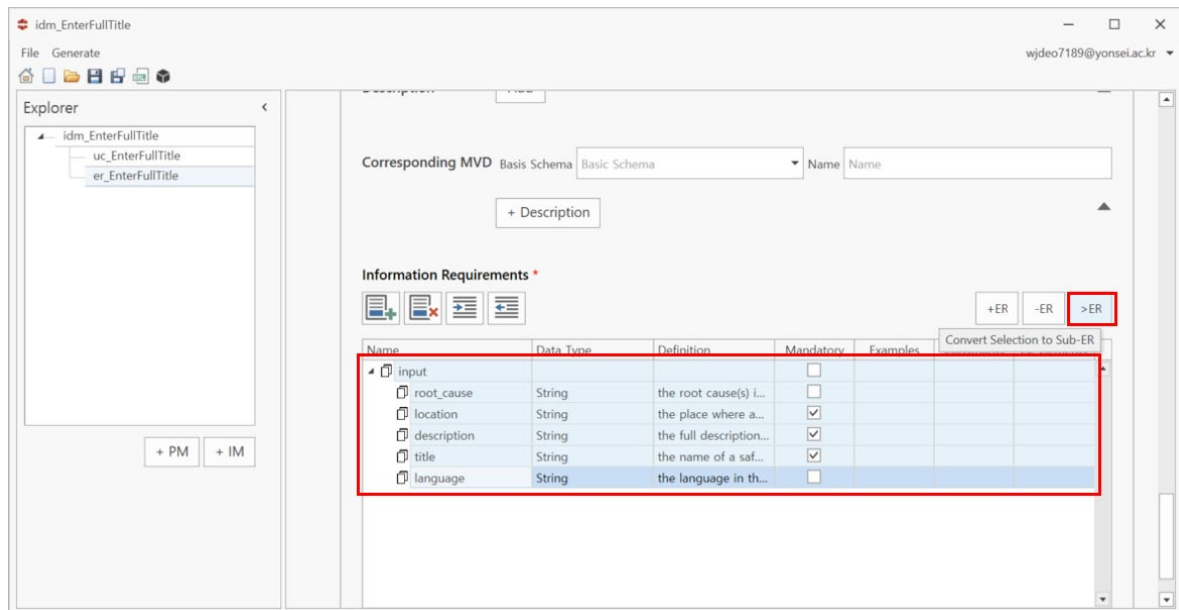 idm_EnterFullTitle
File Generate
wjdeo7189@yonsei.ac.kr
Explorer
idm_EnterFullTitle
uc_EnterFullTitle
er_EnterFullTitle
+ PM + IM
Corresponding MVD Basis Schema Basic Schema Name Name
+ Description
Information Requirements *
+ER -ER >ER
Convert Selection to Sub-ER
Name Data Type Definition Mandatory Examples
input
root_cause String the root cause(s) i...
location String the place where a...
description String the full description...
title String the name of a saf...
language String the language in th...